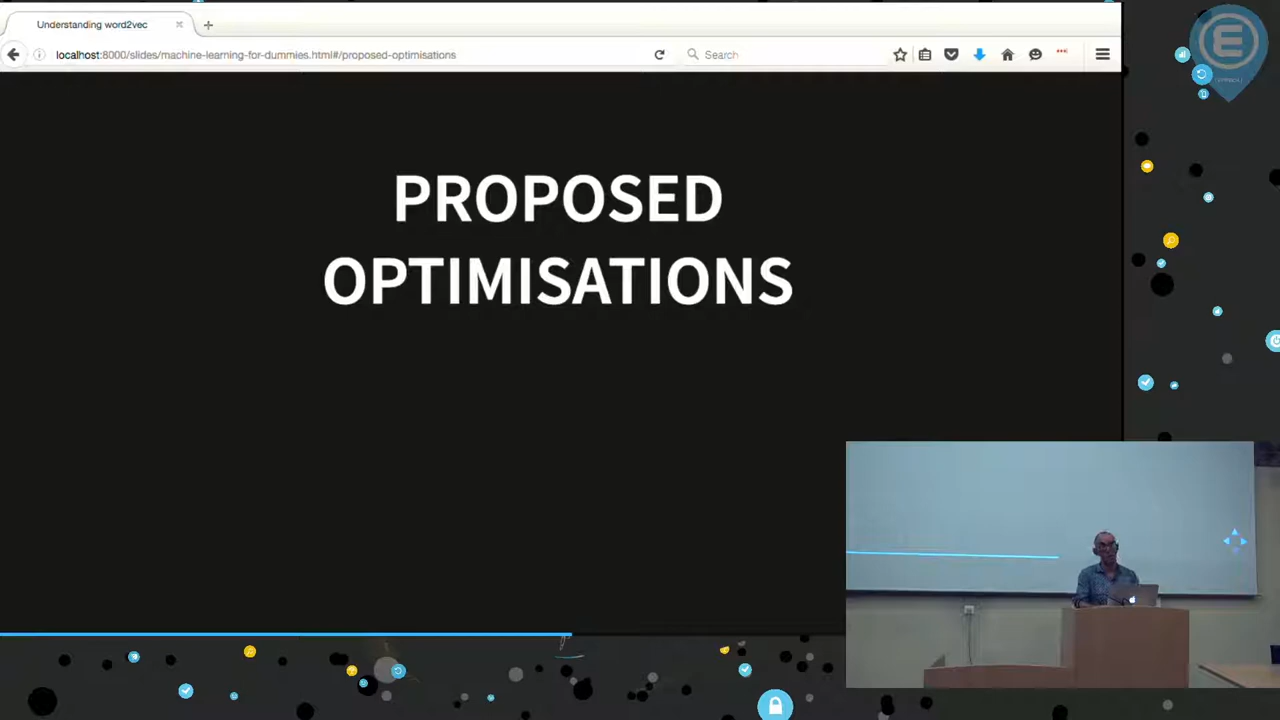 Understanding word2vec
localhost:8000/slides/machine-learning-for-dummies.html#/proposed-optimisations
Search
PROPOSED
OPTIMISATIONS